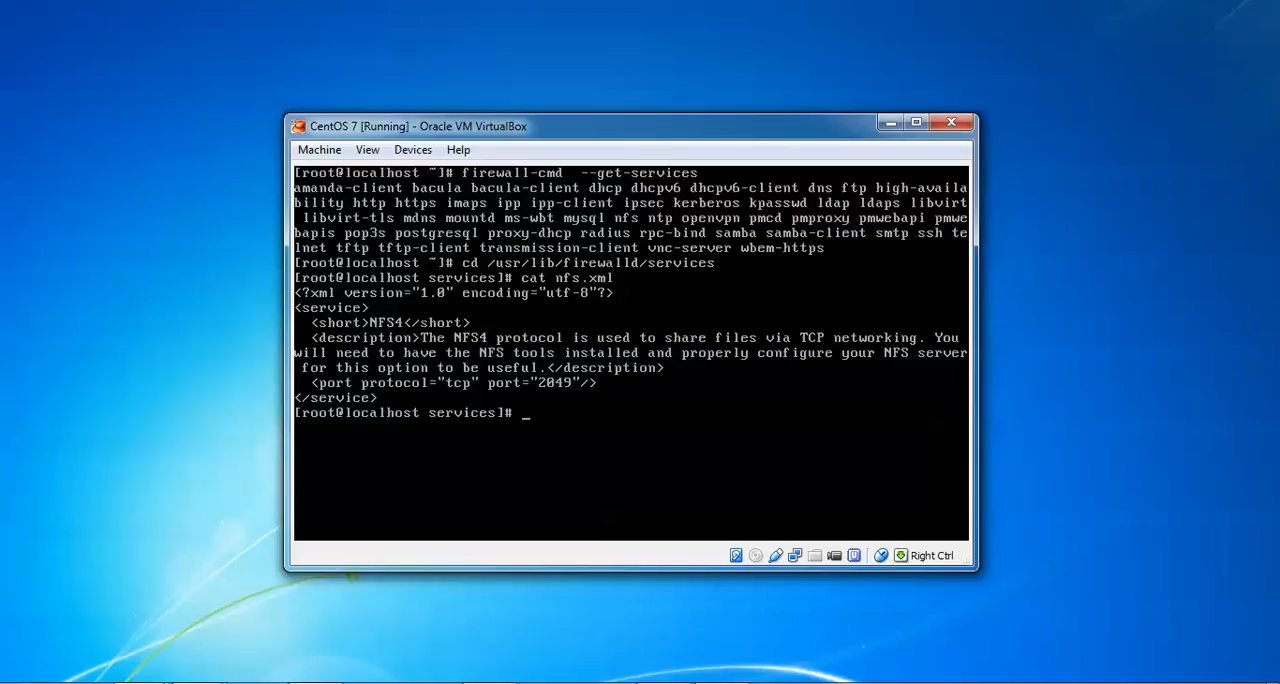 CentOS 7 [Running] - Oracle VM VirtualBox
Machine View Devices Help
[root@localhost ~]# firewall-cmd  --get-services
amanda-client bacula bacula-client dhcp dhcpv6 dhcpv6-client dns ftp high-availa
bility http https imaps ipp ipp-client ipsec kerberos kpasswd ldap ldaps libvirt
 libvirt-tls mdns mountd ms-wbt mysql nfs ntp openvpn pmcd pmproxy pmwebapi pmwe
bapis pop3s postgresql proxy-dhcp radius rpc-bind samba samba-client smtp ssh te
lnet tftp tftp-client transmission-client vnc-server wbem-https
[root@localhost ~]# cd /usr/lib/firewalld/services
[root@localhost services]# cat nfs.xml
<?xml version="1.0" encoding="utf-8"?>
<service>
  <short>NFS4</short>
  <description>The NFS4 protocol is used to share files via TCP networking. You
will need to have the NFS tools installed and properly configure your NFS server
 for this option to be useful.</description>
  <port protocol="tcp" port="2049"/>
</service>
[root@localhost services]# _
Right Ctrl